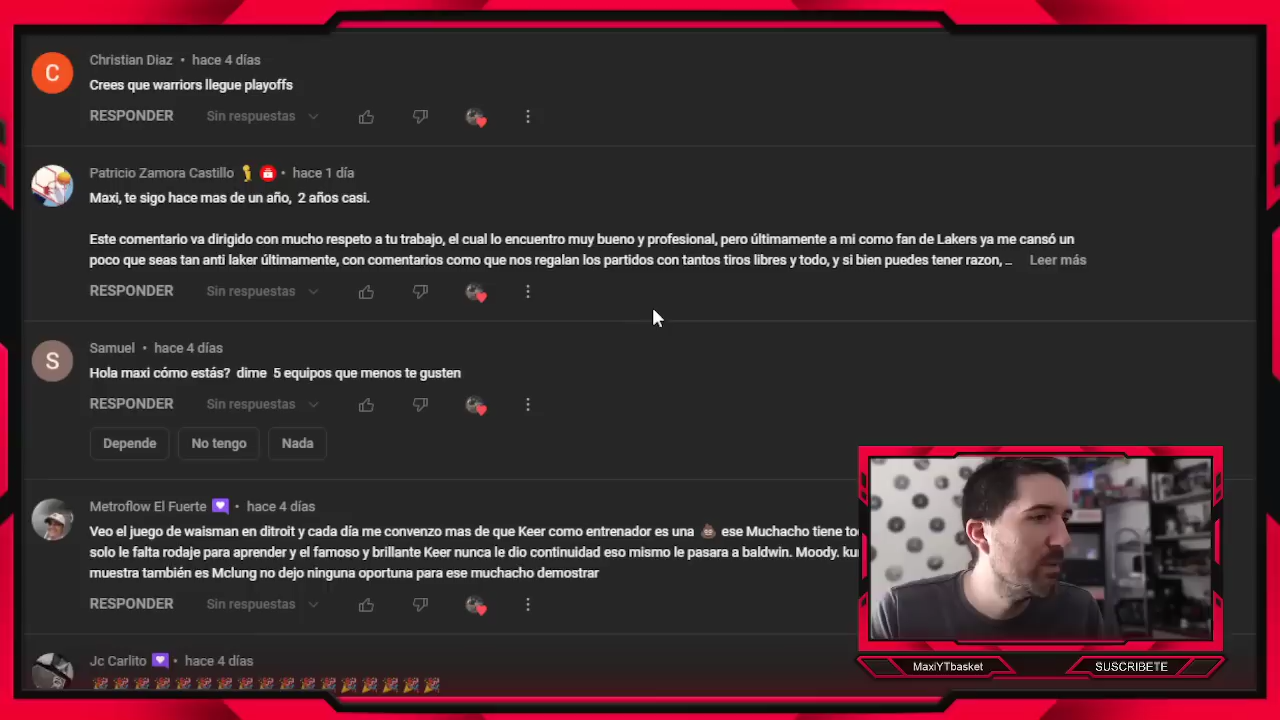 C
Christian Diaz • hace 4 días
Crees que warriors llegue playoffs
RESPONDER Sin respuestas
Patricio Zamora Castillo • hace 1 día
Maxi, te sigo hace mas de un año, 2 años casi.
Este comentario va dirigido con mucho respeto a tu trabajo, el cual lo encuentro muy bueno y profesional, pero últimamente a mi como fan de Lakers ya me cansó un
poco que seas tan anti laker últimamente, con comentarios como que nos regalan los partidos con tantos tiros libres y todo, y si bien puedes tener razon, ... Leer más
RESPONDER Sin respuestas
S
Samuel • hace 4 días
Hola maxi cómo estás? dime 5 equipos que menos te gusten
RESPONDER Sin respuestas
Depende No tengo Nada
Metroflow El Fuerte • hace 4 días
Veo el juego de waisman en ditroit y cada día me convenzo mas de que Keer como entrenador es una 💩 ese Muchacho tiene
solo le falta rodaje para aprender y el famoso y brillante Keer nunca le dio continuidad eso mismo le pasara a baldwin. Moody.
muestra también es Mclung no dejo ninguna oportuna para ese muchacho demostrar
RESPONDER Sin respuestas
Jc Carlito • hace 4 días
MaxiYTbasket
SUSCRIBETE